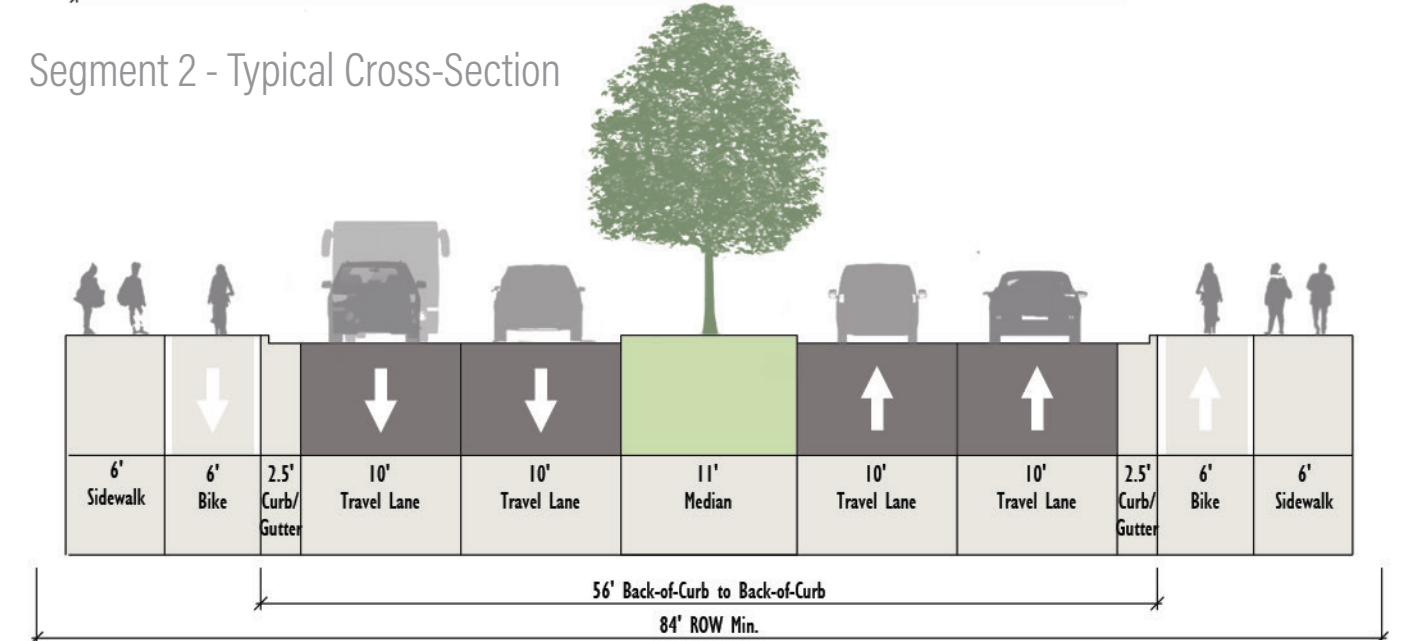 Segment 2 - Typical Cross-Section
6' 6' 2.5' 10' 10' 11' 10' 10' 2.5' 6' 6'
Sidewalk Bike Curb/ Travel Lane Travel Lane Median Travel Lane Travel Lane Curb/ Bike Sidewalk
Gutter Gutter
56' Back-of-Curb to Back-of-Curb
84' ROW Min.